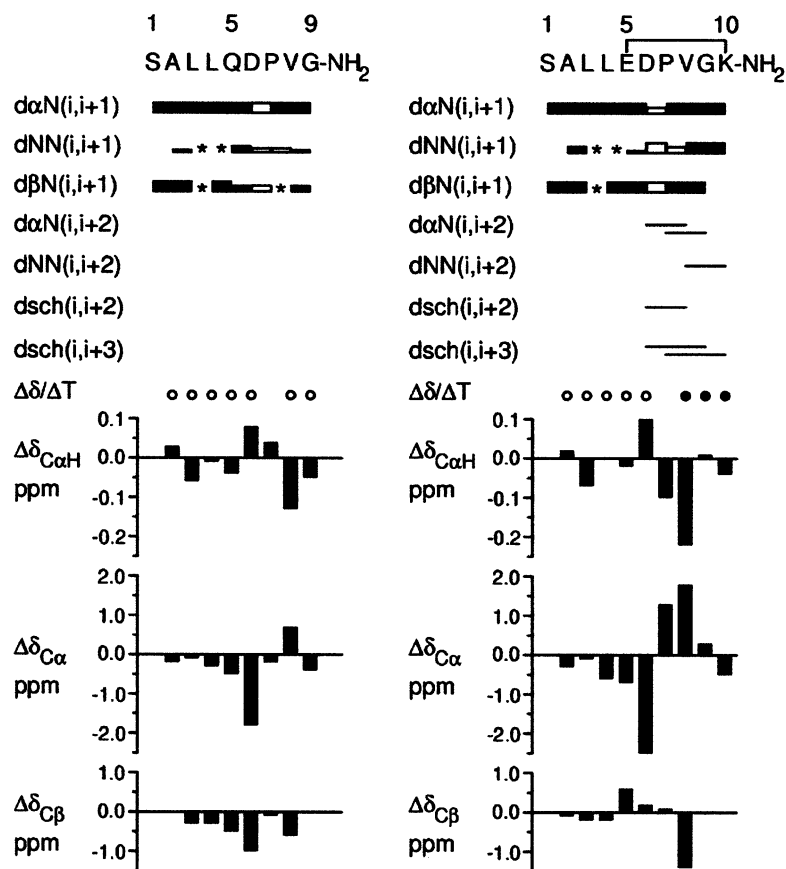 1 5 9
SALLQDPVG-NH2
dαN(i,i+1)
dNN(i,i+1) * *
dβN(i,i+1) * *
dαN(i,i+2)
dNN(i,i+2)
dsch(i,i+2)
dsch(i,i+3)
Δδ/ΔT
ΔδCαH
ppm
0.1
0.0
-0.1
-0.2
ΔδCα
ppm
2.0
1.0
0.0
-1.0
-2.0
ΔδCβ
ppm
1.0
0.0
-1.0
1 5 10
SALLEDPVGK-NH2
dαN(i,i+1)
dNN(i,i+1) * *
dβN(i,i+1) *
dαN(i,i+2)
dNN(i,i+2)
dsch(i,i+2)
dsch(i,i+3)
Δδ/ΔT
ΔδCαH
ppm
0.1
0.0
-0.1
-0.2
ΔδCα
ppm
2.0
1.0
0.0
-1.0
-2.0
ΔδCβ
ppm
1.0
0.0
-1.0